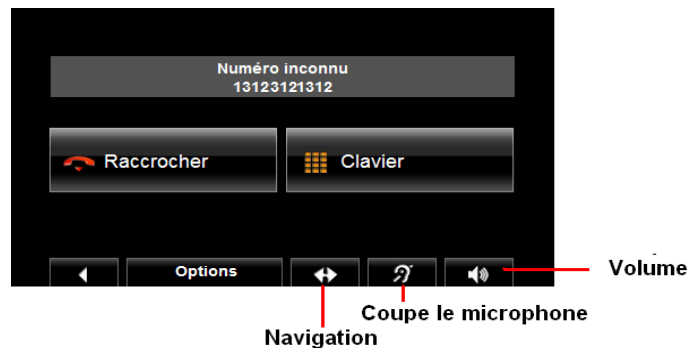 Numéro inconnu
13123121312
Raccrocher
Clavier
Options
Volume
Coupe le microphone
Navigation